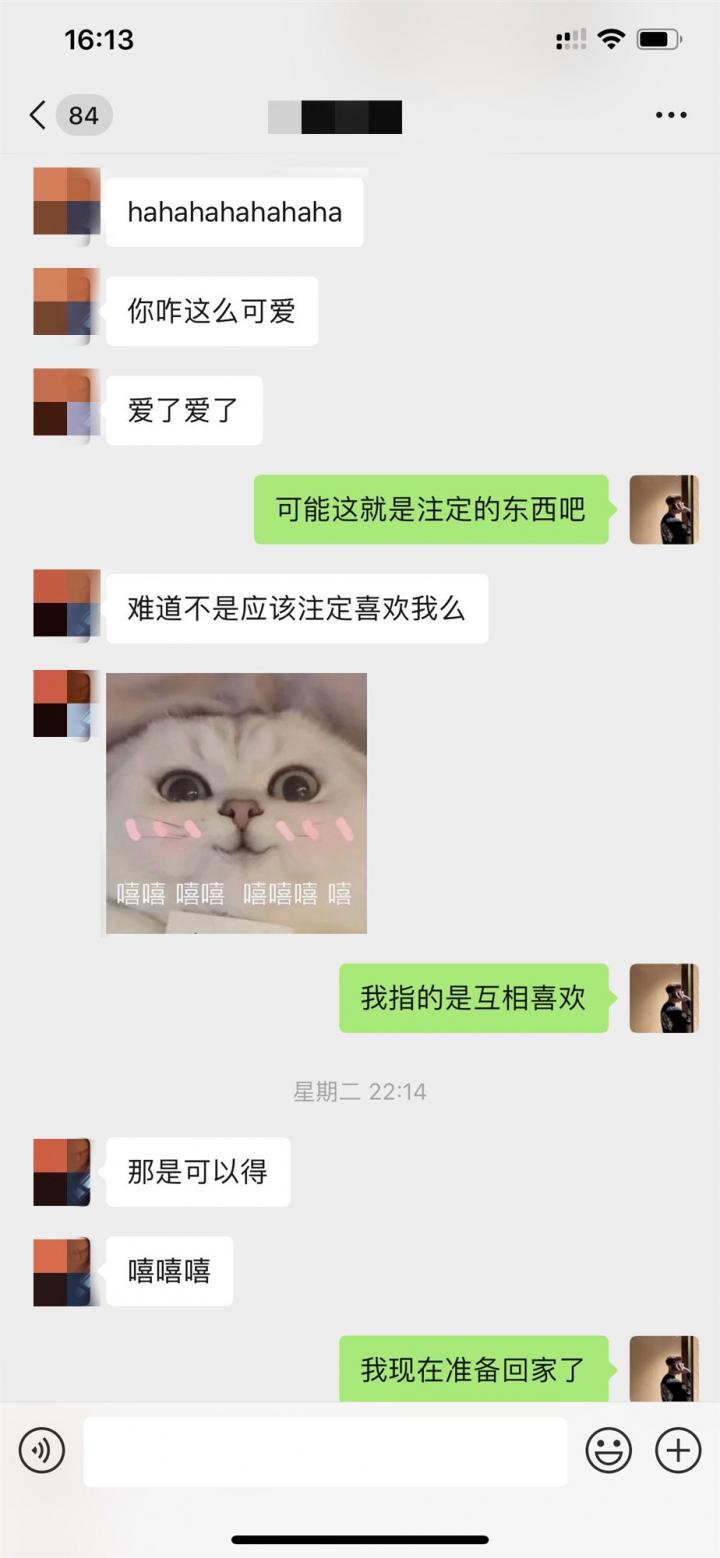 16:13
84
hahahahahahaha
你咋这么可爱
爱了爱了
可能这就是注定的东西吧
难道不是应该注定喜欢我么
嘻嘻 嘻嘻 嘻嘻嘻 嘻
我指的是互相喜欢
星期二 22:14
那是可以得
嘻嘻嘻
我现在准备回家了